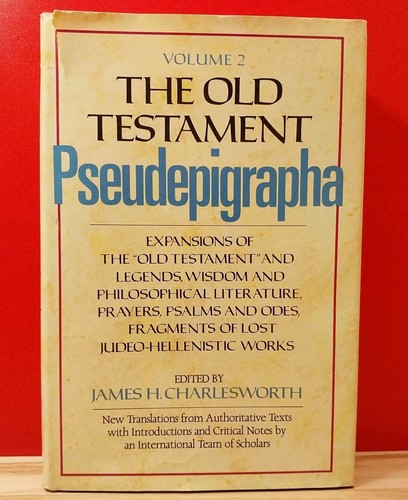 VOLUME 2
THE OLD
TESTAMENT
Pseudepigrapha
EXPANSIONS OF
THE "OLD TESTAMENT" AND
LEGENDS, WISDOM AND
PHILOSOPHICAL LITERATURE,
PRAYERS, PSALMS AND ODES,
FRAGMENTS OF LOST
JUDEO-HELLENISTIC WORKS
EDITED BY
JAMES H. CHARLESWORTH
New Translations from Authoritative Texts
with Introductions and Critical Notes by
an International Team of Scholars